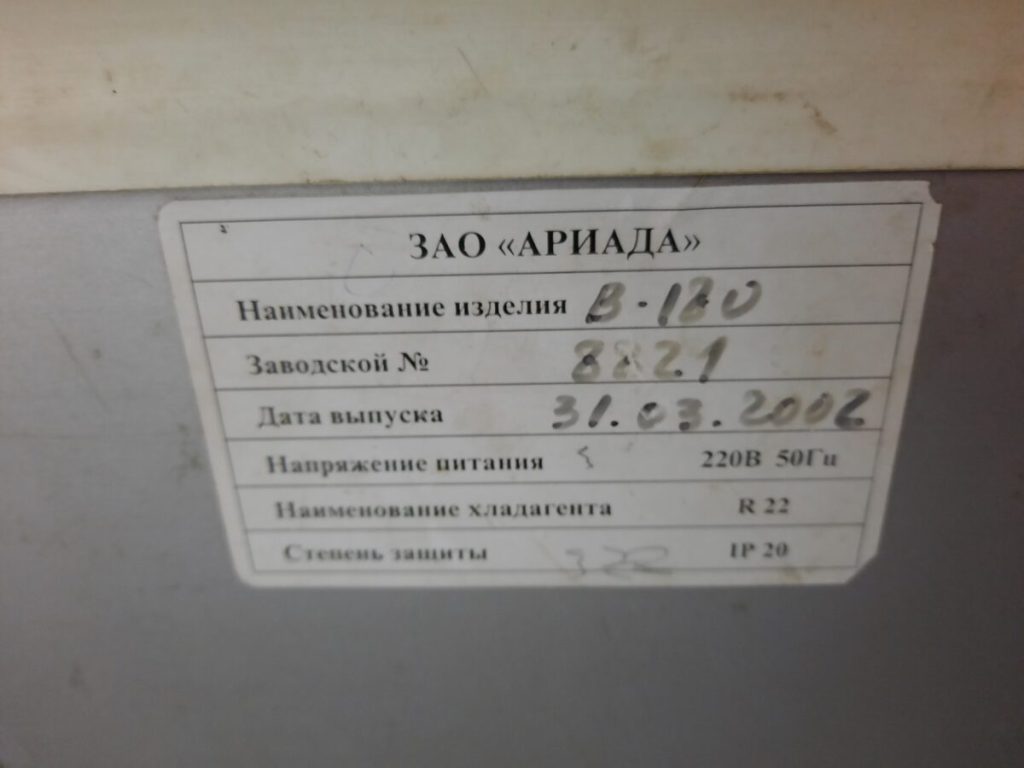 ЗАО «АРИАДА»
Наименование изделия В-180
Заводской № 8821
Дата выпуска 31.03.2002
Напряжение питания 220В 50Гц
Наименование хладагента R 22
Степень защиты IP 20